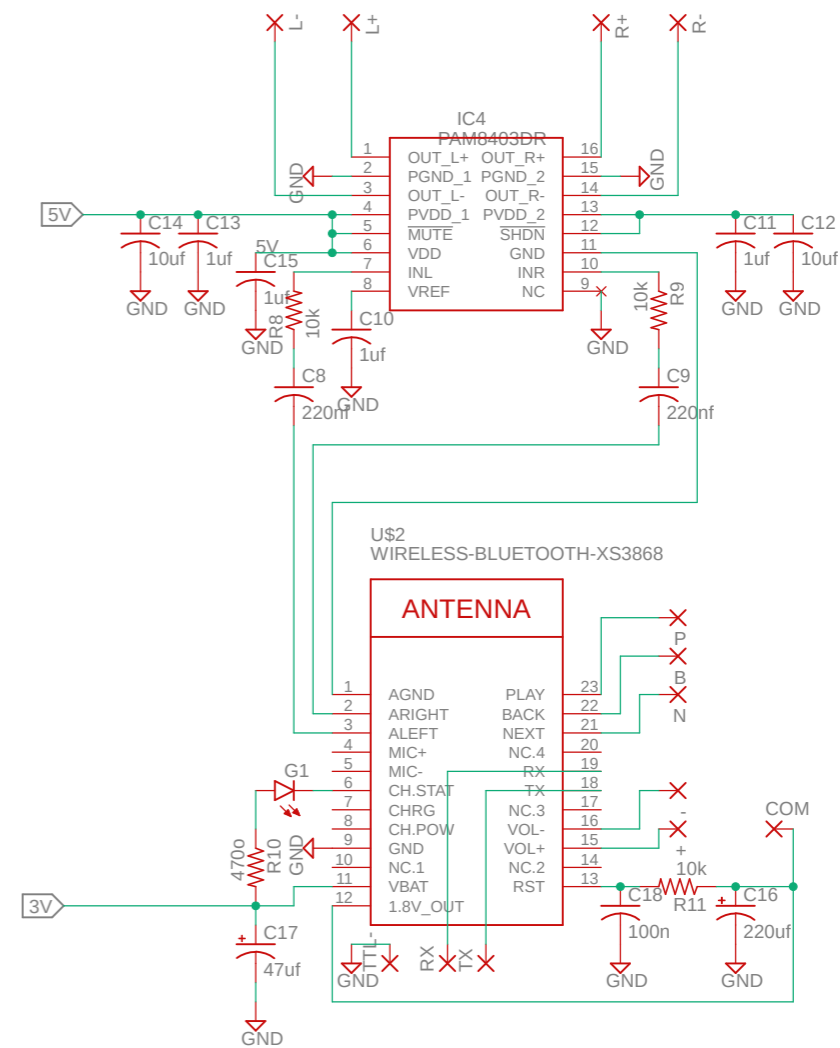 L-
L+
R+
R-
IC4
PAM8403DR
1 OUT_L+ OUT_R+ 16
GND 2 PGND_1 PGND_2 15 GND
3 OUT_L- OUT_R- 14
5V C14 C13 4 PVDD_1 PVDD_2 13 C11 C12
5 MUTE SHDN 12
10uf 1uf 5V C15 6 VDD GND 11 1uf 10uf
7 INL INR 10
1uf 8 VREF NC 9
GND GND R8 10k 10k R9 GND GND
GND C10 GND
1uf
C8 C9
220nf GND 220nf
U$2
WIRELESS-BLUETOOTH-XS3868
ANTENNA
P
B
1 AGND PLAY 23
2 ARIGHT BACK 22 N
3 ALEFT NEXT 21
4 MIC+ NC.4 20
5 MIC- RX 19
G1
6 CH.STAT TX 18
7 CHRG NC.3 17
8 CH.POW VOL- 16 - COM
470o R10 GND 9 GND VOL+ 15 +
10 NC.1 NC.2 14 10k
11 VBAT RST 13 C18 R11 C16
3V 12 1.8V_OUT
C17 100n 220uf
47uf GND TTL- RX TX GND GND
GND